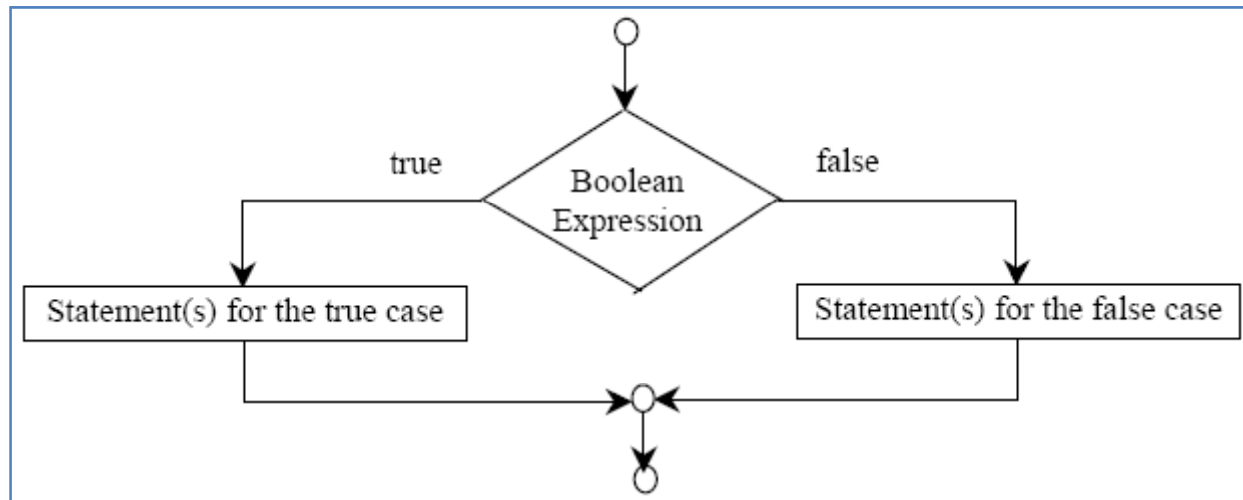 true
false
Boolean
Expression
Statement(s) for the true case
Statement(s) for the false case